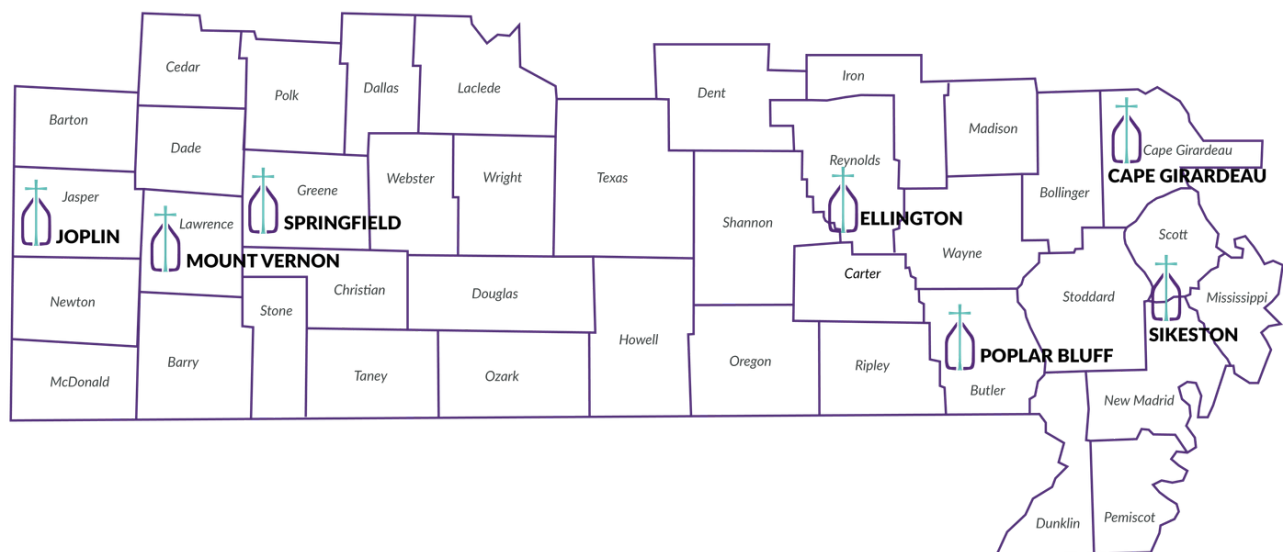 Cedar
Polk
Dallas
Laclede
Dent
Iron
Barton
Dade
Madison
Cape Girardeau
CAPE GIRARDEAU
Jasper
JOPLIN
Lawrence
MOUNT VERNON
Greene
SPRINGFIELD
Webster
Wright
Texas
Shannon
Reynolds
ELLINGTON
Bollinger
Wayne
Scott
SIKESTON
Mississippi
Newton
Stone
Christian
Douglas
Howell
Carter
Stoddard
McDonald
Barry
Taney
Ozark
Oregon
Ripley
POPLAR BLUFF
Butler
New Madrid
Dunklin
Pemiscot